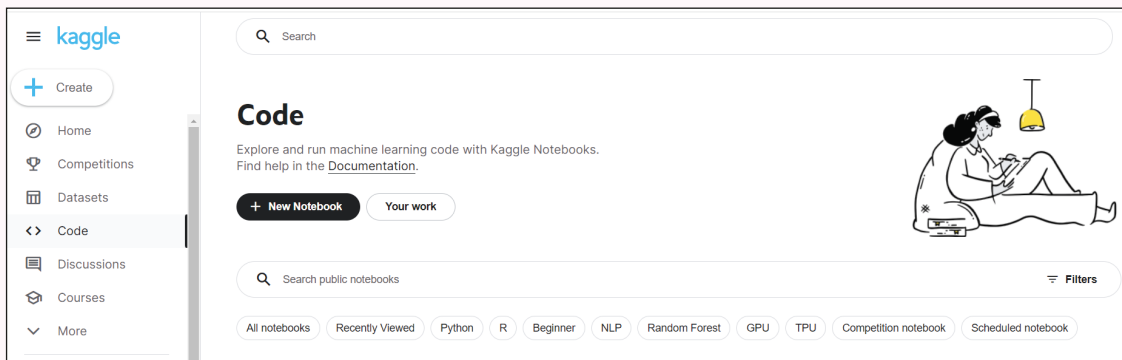 kaggle
Create
Home
Competitions
Datasets
Code
Discussions
Courses
More
Search
Code
Explore and run machine learning code with Kaggle Notebooks.
Find help in the Documentation.
+ New Notebook
Your work
Search public notebooks
Filters
All notebooks
Recently Viewed
Python
R
Beginner
NLP
Random Forest
GPU
TPU
Competition notebook
Scheduled notebook